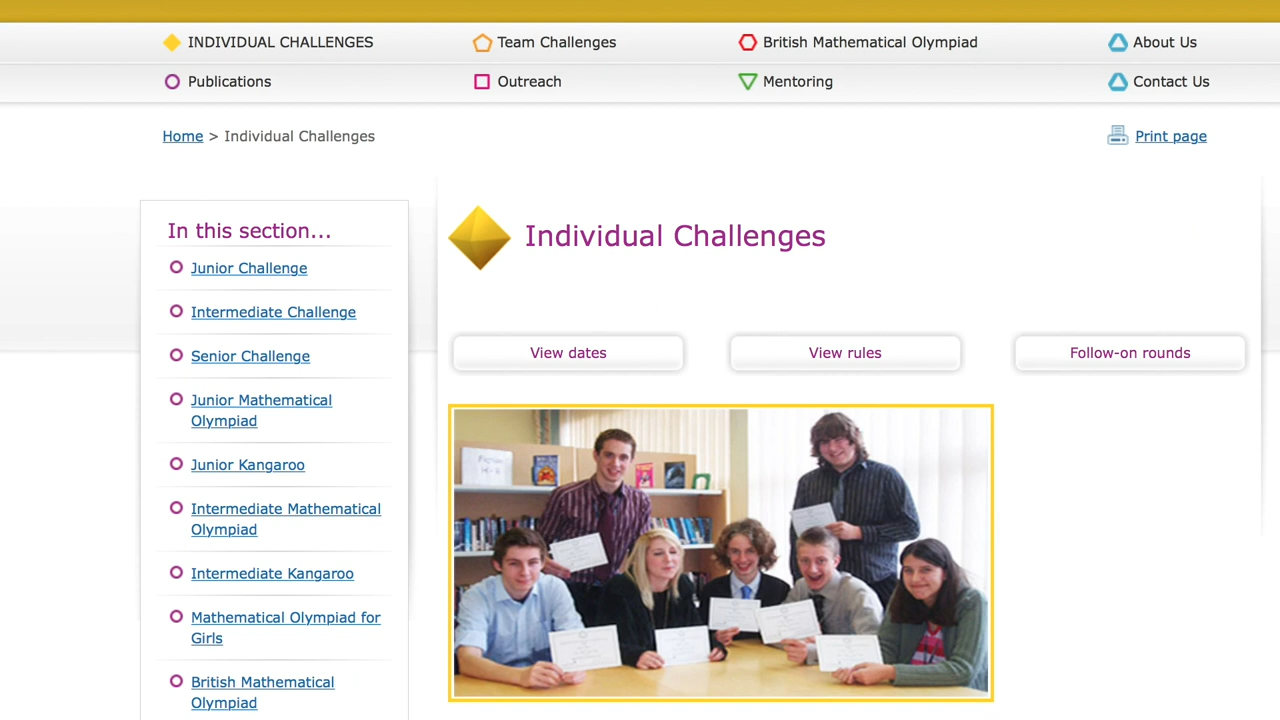 INDIVIDUAL CHALLENGES
Team Challenges
British Mathematical Olympiad
About Us
Publications
Outreach
Mentoring
Contact Us
Home > Individual Challenges
Print page
In this section...
Junior Challenge
Intermediate Challenge
Senior Challenge
Junior Mathematical
Olympiad
Junior Kangaroo
Intermediate Mathematical
Olympiad
Intermediate Kangaroo
Mathematical Olympiad for
Girls
British Mathematical
Olympiad
Individual Challenges
View dates
View rules
Follow-on rounds
Fiction
H-R